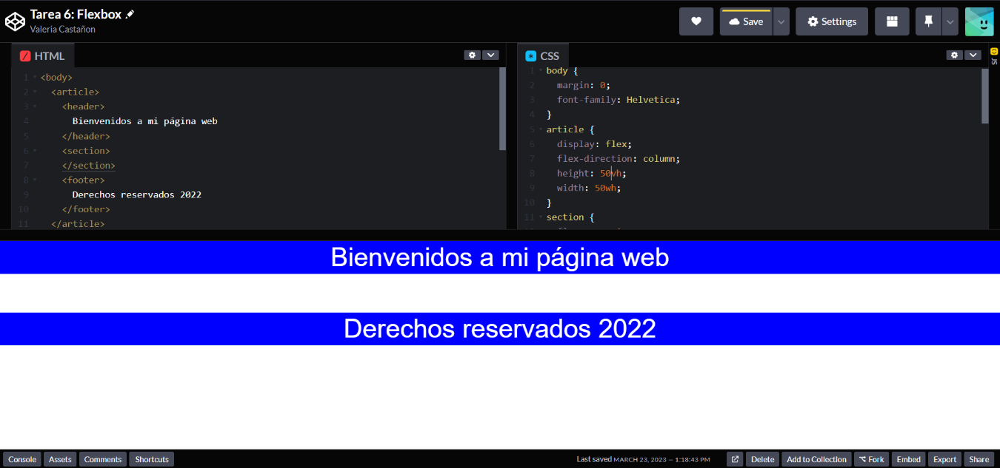 Tarea 6: Flexbox
Valeria Castañon
Save
Settings
HTML
1 <body>
2 <article>
3 <header>
4 Bienvenidos a mi página web
5 </header>
6 <section>
7 </section>
8 <footer>
9 Derechos reservados 2022
10 </footer>
11 </article>
CSS
1 body {
2 margin: 0;
3 font-family: Helvetica;
4 }
5 article {
6 display: flex;
7 flex-direction: column;
8 height: 50vh;
9 width: 50wh;
10 }
11 section {
JS
Bienvenidos a mi página web
Derechos reservados 2022
Console Assets Comments Shortcuts
Last saved MARCH 23, 2023 — 1:18:43 PM
Delete Add to Collection Fork Embed Export Share